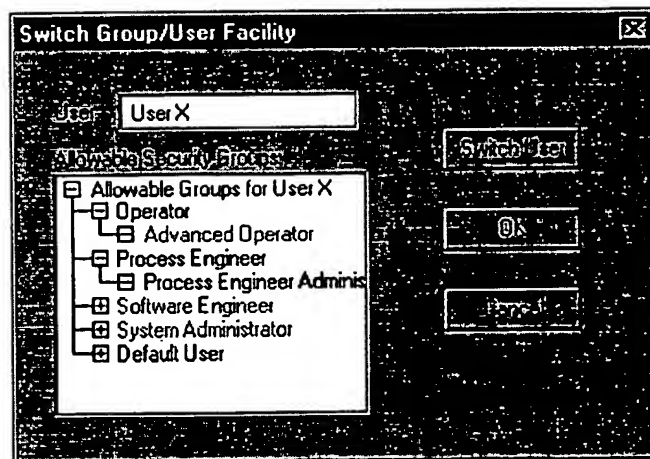 Switch Group/User Facility
User
User X
Allowable Security Groups
Switch User
Allowable Groups for User X
Operator
Advanced Operator
OK
Process Engineer
Process Engineer Adminis
Software Engineer
Cancel
System Administrator
Default User